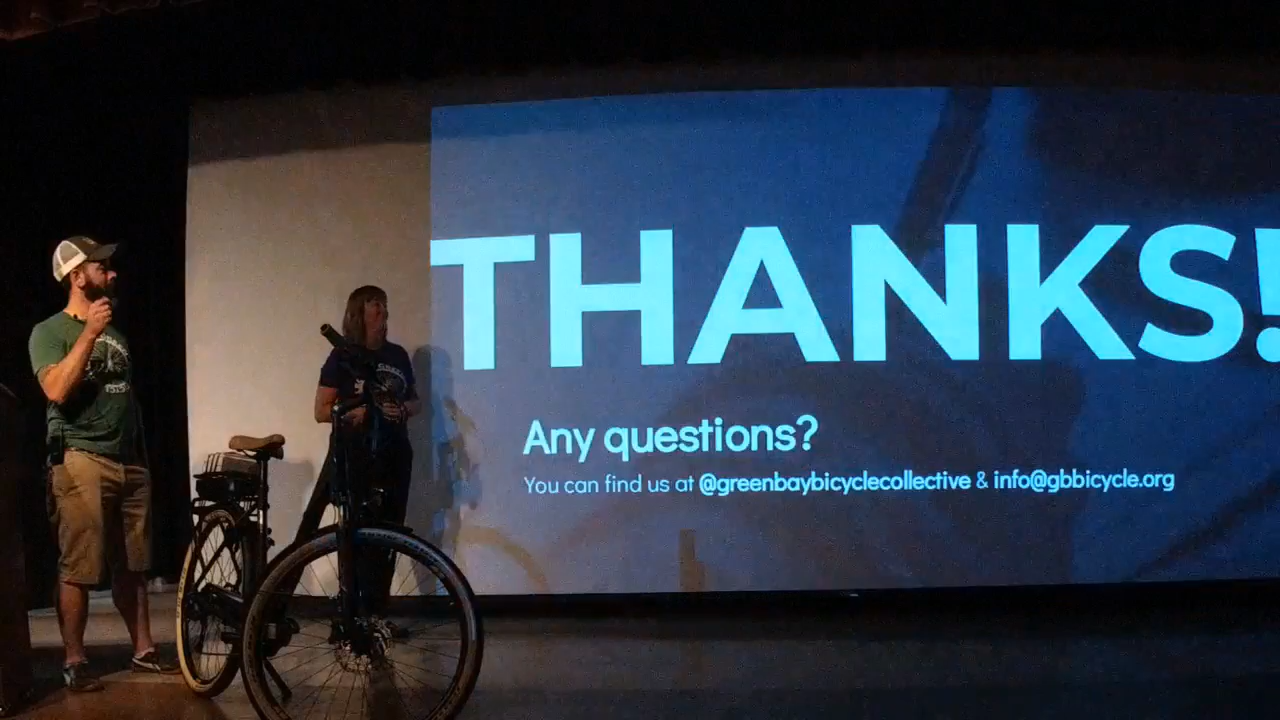 THANKS!
Any questions?
You can find us at @greenbaybicyclecollective & info@gbbicycle.org